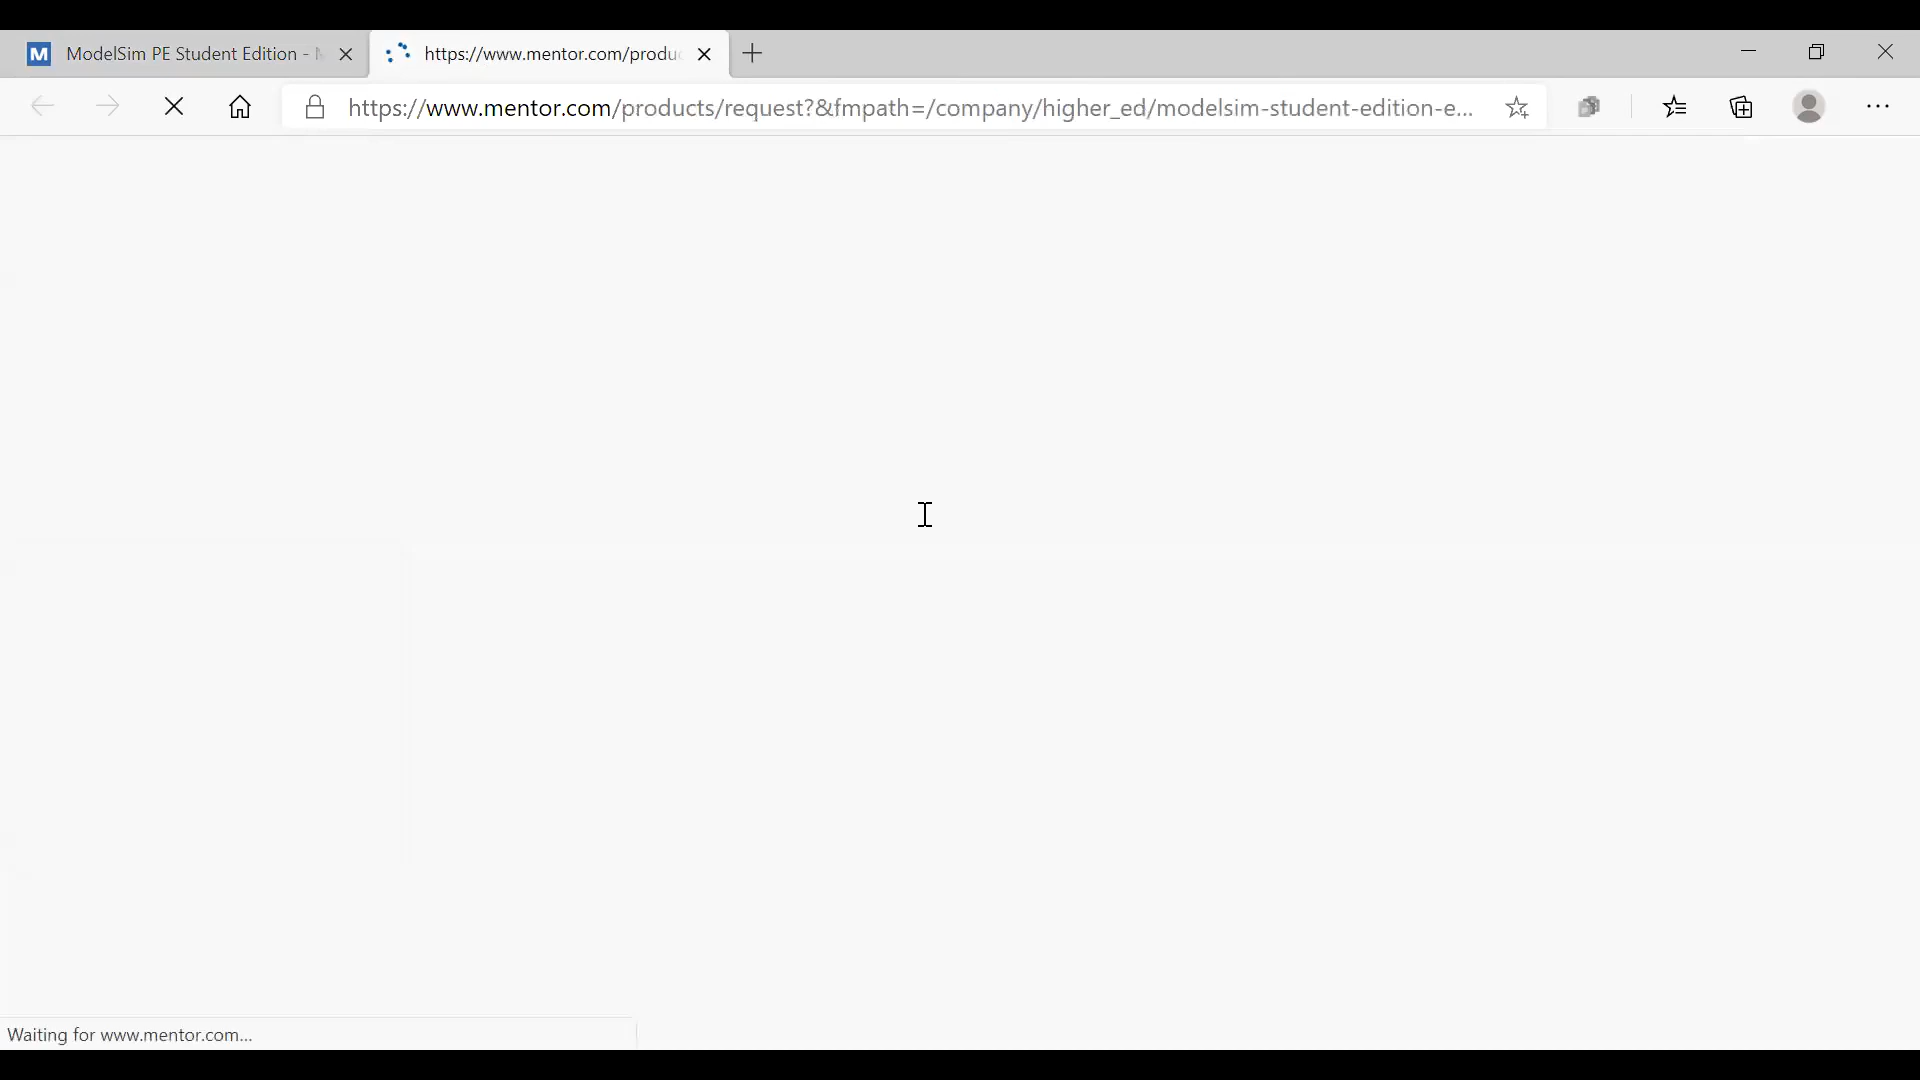 M ModelSim PE Student Edition -
https://www.mentor.com/produ
https://www.mentor.com/products/request?&fmpath=/company/higher_ed/modelsim-student-edition-e...
Waiting for www.mentor.com...